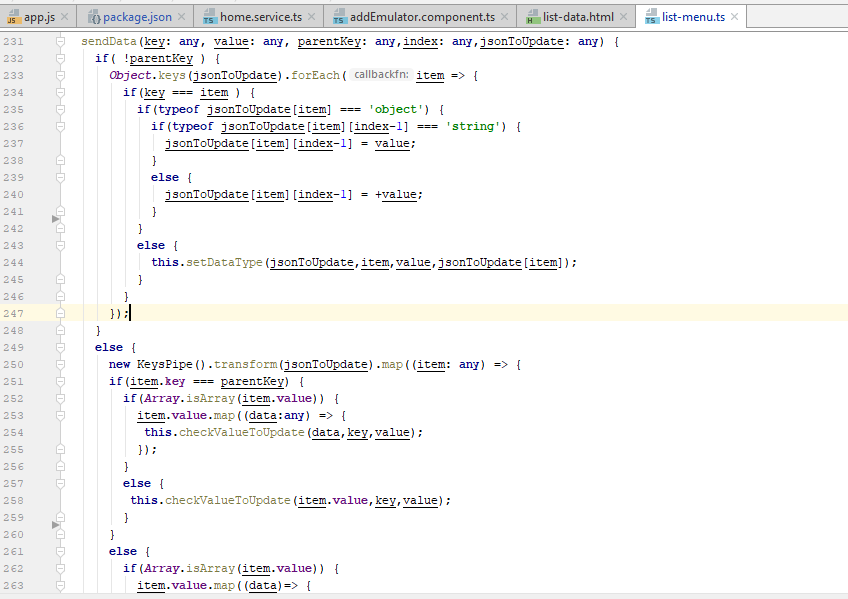 app.js package.json home.service.ts addEmulator.component.ts list-data.html list-menu.ts
231 sendData(key: any, value: any, parentKey: any,index: any,jsonToUpdate: any) {
232 if( !parentKey ) {
233 Object.keys(jsonToUpdate).forEach( callbackfn: item => {
234 if(key === item ) {
235 if(typeof jsonToUpdate[item] === 'object') {
236 if(typeof jsonToUpdate[item][index-1] === 'string') {
237 jsonToUpdate[item][index-1] = value;
238 }
239 else {
240 jsonToUpdate[item][index-1] = +value;
241 }
242 }
243 else {
244 this.setDataType(jsonToUpdate,item,value,jsonToUpdate[item]);
245 }
246 }
247 });
248 }
249 else {
250 new KeysPipe().transform(jsonToUpdate).map((item: any) => {
251 if(item.key === parentKey) {
252 if(Array.isArray(item.value)) {
253 item.value.map((data:any) => {
254 this.checkValueToUpdate(data,key,value);
255 });
256 }
257 else {
258 this.checkValueToUpdate(item.value,key,value);
259 }
260 }
261 else {
262 if(Array.isArray(item.value)) {
263 item.value.map((data)=> {